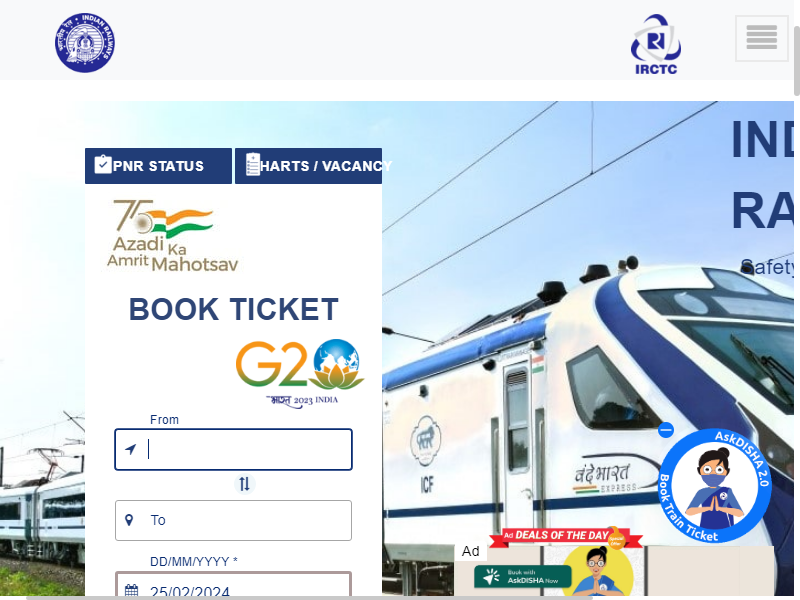 INDIAN RAILWAYS
IRCTC
PNR STATUS
HARTS / VACANCY
IND
RA
Safety
75
Azadi Ka
Amrit Mahotsav
BOOK TICKET
G20
भारत 2023 INDIA
From
To
DD/MM/YYYY *
25/02/2024
ICF
वंदे भारत
EXPRESS
AskDISHA 2.0
Book Train Ticket
Ad
Ad DEALS OF THE DAY
Book with
AskDISHA Now